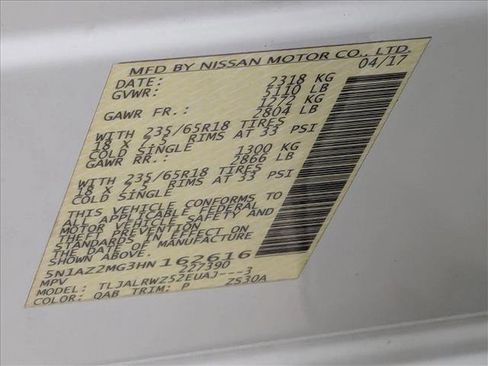 MFD BY NISSAN MOTOR CO., LTD.
DATE: 04/17
GVWR: 2318 KG
5110 LB
GAWR FR.: 1272 KG
2804 LB
WITH 235/65R18 TIRES
18 X 7.5 RIMS AT 33 PSI
COLD SINGLE
GAWR RR.: 1300 KG
2866 LB
WITH 235/65R18 TIRES
18 X 7.5 RIMS AT 33 PSI
COLD SINGLE
THIS VEHICLE CONFORMS TO
ALL APPLICABLE FEDERAL
MOTOR VEHICLE SAFETY AND
THEFT PREVENTION
STANDARDS IN EFFECT ON
THE DATE OF MANUFACTURE
SHOWN ABOVE.
5N1AZ2MG3HN162616
MPV 227390
MODEL: TLJALRWZ52EUAJ---3
COLOR: QAB TRIM: P ZS30A